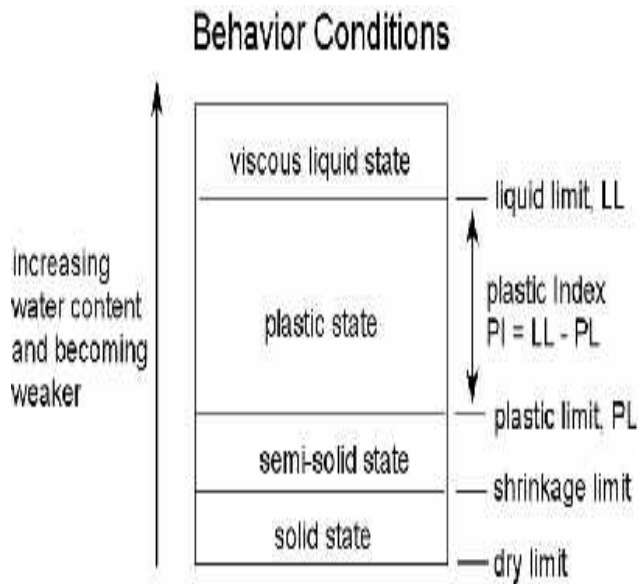 Behavior Conditions
viscous liquid state
liquid limit, LL
increasing
water content
and becoming
weaker
plastic state
plastic Index
PI = LL - PL
plastic limit, PL
semi-solid state
shrinkage limit
solid state
dry limit